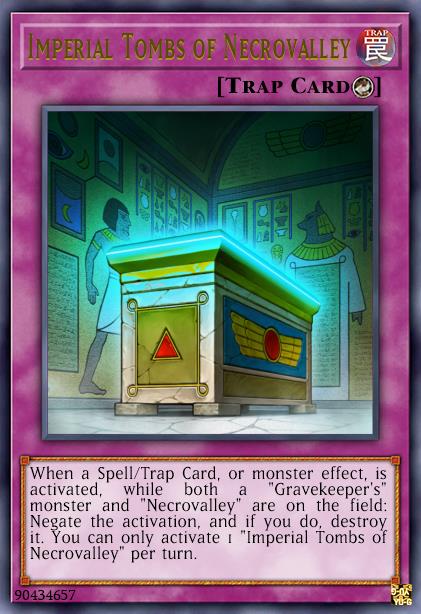 Imperial Tombs of Necrovalley
TRAP
罠
[Trap Card]
When a Spell/Trap Card, or monster effect, is
activated, while both a "Gravekeeper's"
monster and "Necrovalley" are on the field:
Negate the activation, and if you do, destroy
it. You can only activate 1 "Imperial Tombs of
Necrovalley" per turn.
90434657